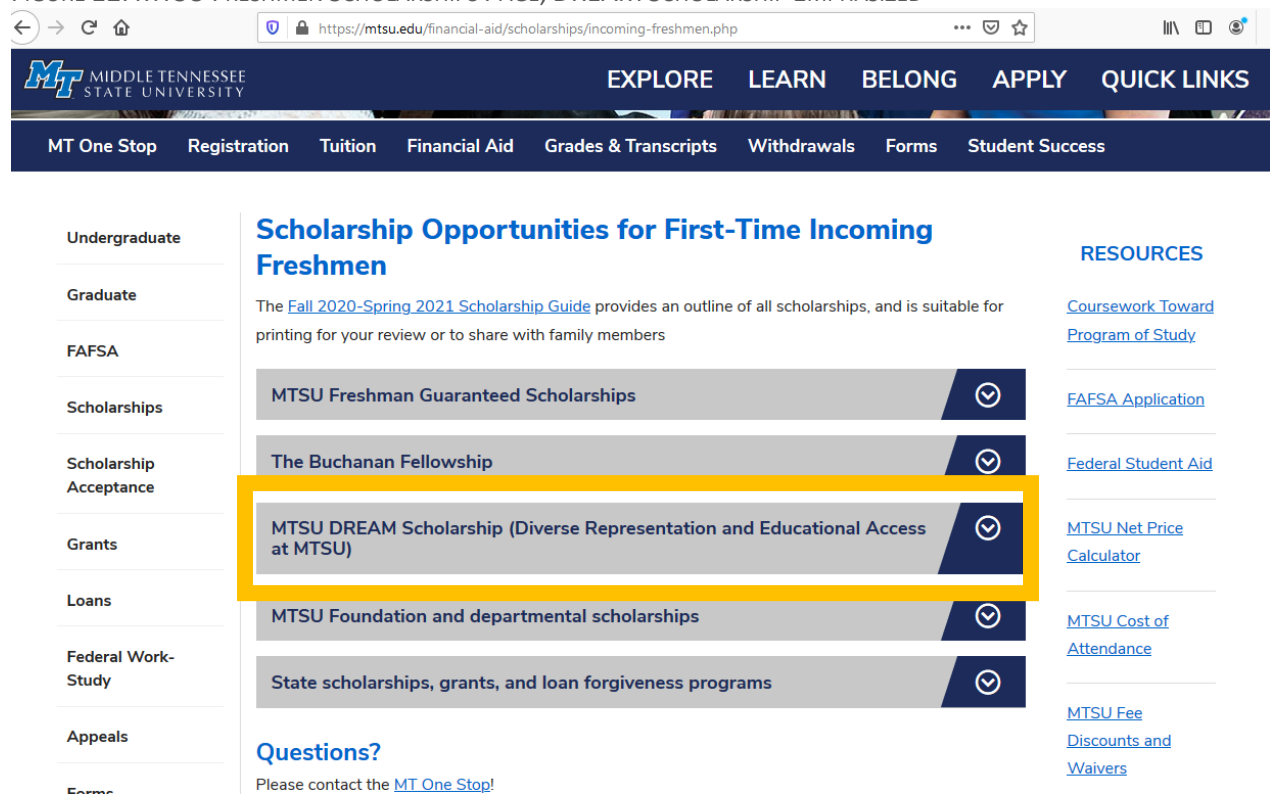 https://mtsu.edu/financial-aid/scholarships/incoming-freshmen.php
MT MIDDLE TENNESSEE
STATE UNIVERSITY
EXPLORE LEARN BELONG APPLY QUICK LINKS
MT One Stop Registration Tuition Financial Aid Grades & Transcripts Withdrawals Forms Student Success
Undergraduate
Graduate
FAFSA
Scholarships
Scholarship
Acceptance
Grants
Loans
Federal Work-
Study
Appeals
Scholarship Opportunities for First-Time Incoming
Freshmen
The Fall 2020-Spring 2021 Scholarship Guide provides an outline of all scholarships, and is suitable for
printing for your review or to share with family members
MTSU Freshman Guaranteed Scholarships
The Buchanan Fellowship
MTSU DREAM Scholarship (Diverse Representation and Educational Access
at MTSU)
MTSU Foundation and departmental scholarships
State scholarships, grants, and loan forgiveness programs
Questions?
Please contact the MT One Stop!
RESOURCES
Coursework Toward
Program of Study
FAFSA Application
Federal Student Aid
MTSU Net Price
Calculator
MTSU Cost of
Attendance
MTSU Fee
Discounts and
Waivers